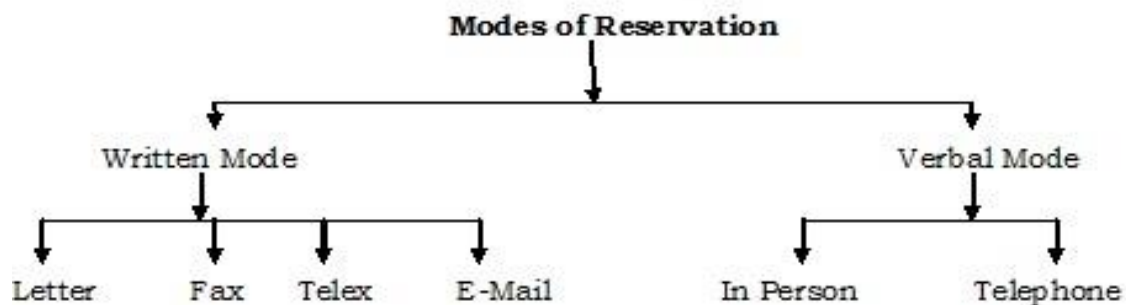 Modes of Reservation
Written Mode Verbal Mode
Letter Fax Telex E-Mail In Person Telephone